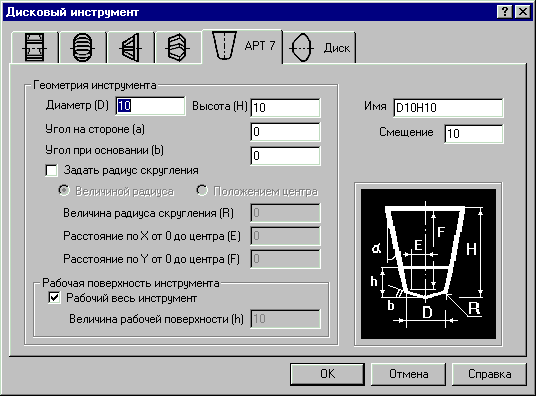 Дисковый инструмент
АРТ 7
Диск
Геометрия инструмента
Диаметр (D) 10 Высота (H) 10
Угол на стороне (a) 0
Угол при основании (b) 0
Задать радиус скругления
Величиной радиуса Положением центра
Величина радиуса скругления (R) 0
Расстояние по X от 0 до центра (E) 0
Расстояние по Y от 0 до центра (F) 0
Рабочая поверхность инструмента
Рабочий весь инструмент
Величина рабочей поверхности (h) 10
Имя D10H10
Смещение 10
α E F H
h
b D R
OK Отмена Справка